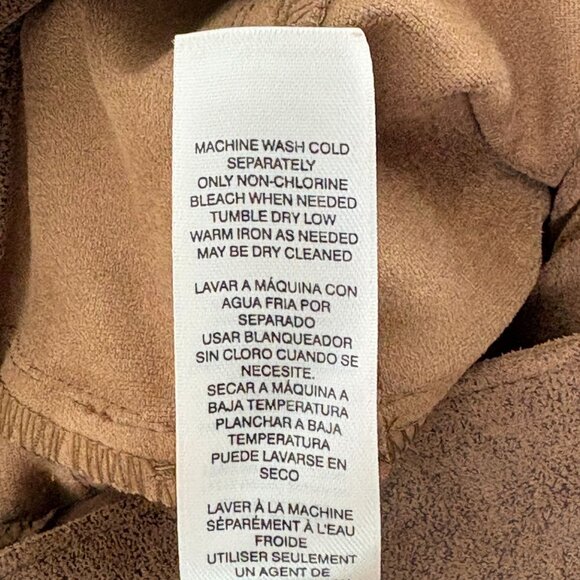 MACHINE WASH COLD
SEPARATELY
ONLY NON-CHLORINE
BLEACH WHEN NEEDED
TUMBLE DRY LOW
WARM IRON AS NEEDED
MAY BE DRY CLEANED
LAVAR A MÁQUINA CON
AGUA FRIA POR
SEPARADO
USAR BLANQUEADOR
SIN CLORO CUANDO SE
NECESITE.
SECAR A MÁQUINA A
BAJA TEMPERATURA
PLANCHAR A BAJA
TEMPERATURA
PUEDE LAVARSE EN
SECO
LAVER À LA MACHINE
SÉPARÉMENT À L'EAU
FROIDE
UTILISER SEULEMENT
UN AGENT DE